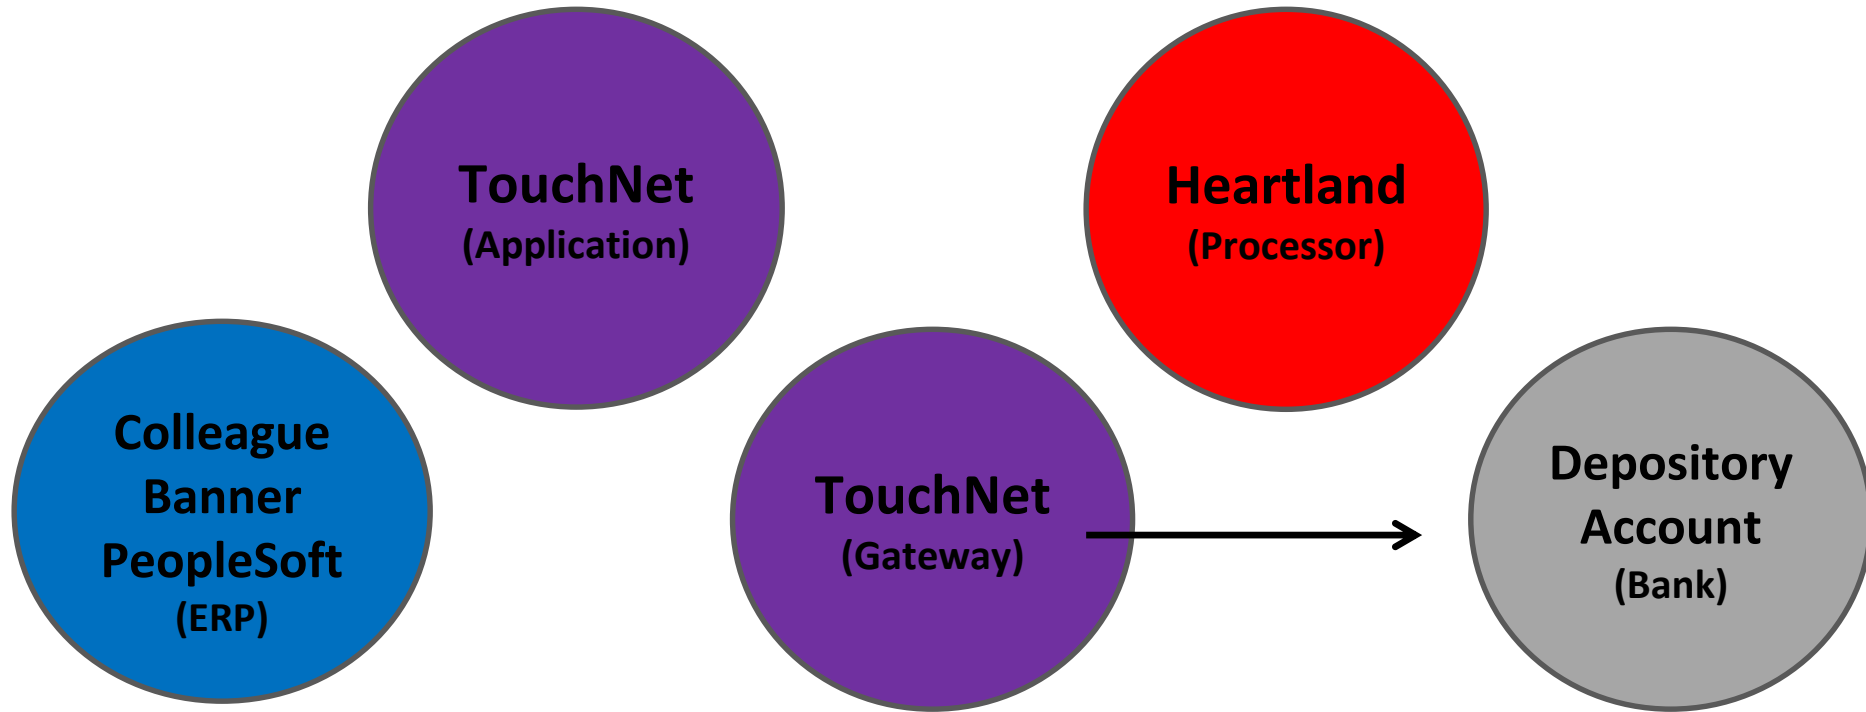 TouchNet
(Application)
Heartland
(Processor)
Colleague
Banner
PeopleSoft
(ERP)
TouchNet
(Gateway)
Depository
Account
(Bank)